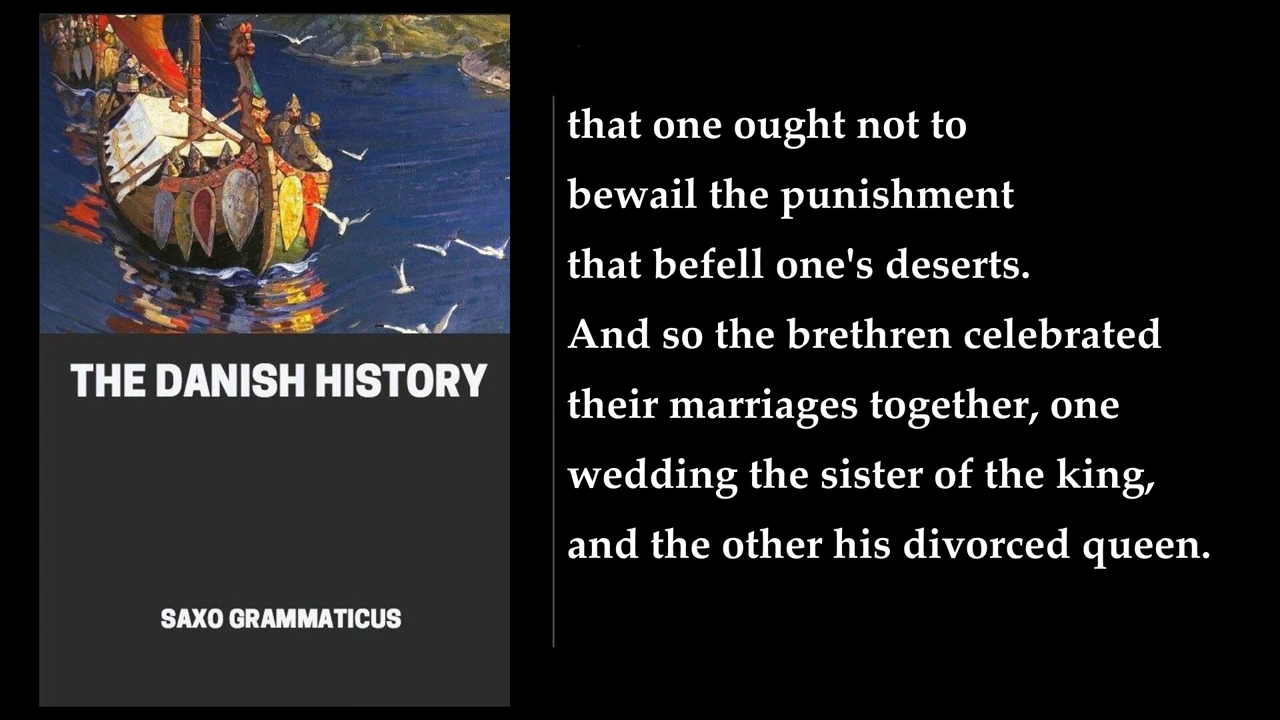 THE DANISH HISTORY
SAXO GRAMMATICUS
that one ought not to
bewail the punishment
that befell one's deserts.
And so the brethren celebrated
their marriages together, one
wedding the sister of the king,
and the other his divorced queen.